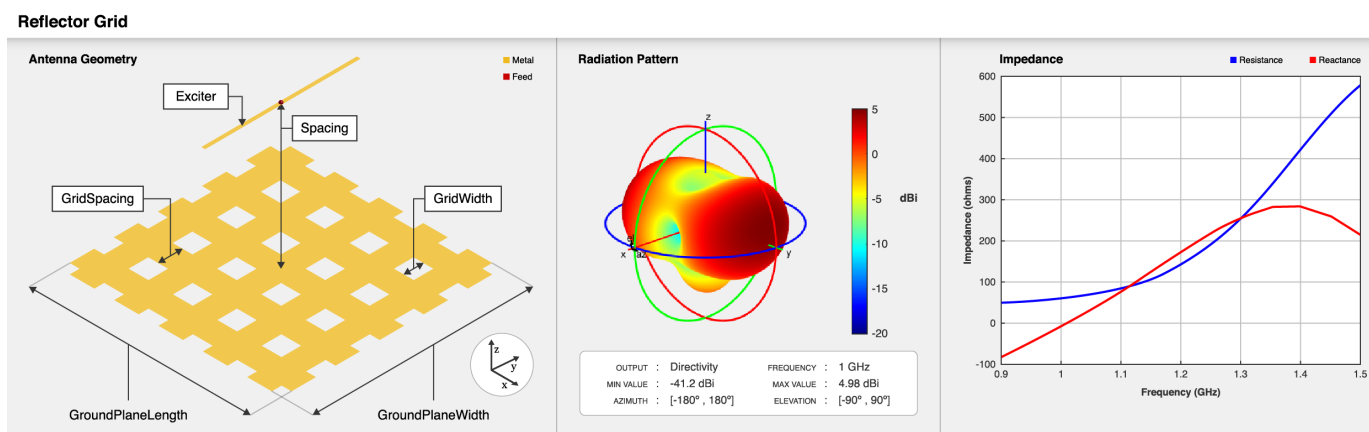 Reflector Grid
Antenna Geometry
Metal
Feed
Exciter
Spacing
GridSpacing
GridWidth
z
y
x
GroundPlaneLength
GroundPlaneWidth
Radiation Pattern
z
el
x
az
y
5
0
-5
-10
-15
-20
dBi
OUTPUT : Directivity FREQUENCY : 1 GHz
MIN VALUE : -41.2 dBi MAX VALUE : 4.98 dBi
AZIMUTH : [-180° , 180°] ELEVATION : [-90° , 90°]
Impedance
Resistance
Reactance
600
500
400
300
200
100
0
-100
Impedance (ohms)
0.9 1 1.1 1.2 1.3 1.4 1.5
Frequency (GHz)